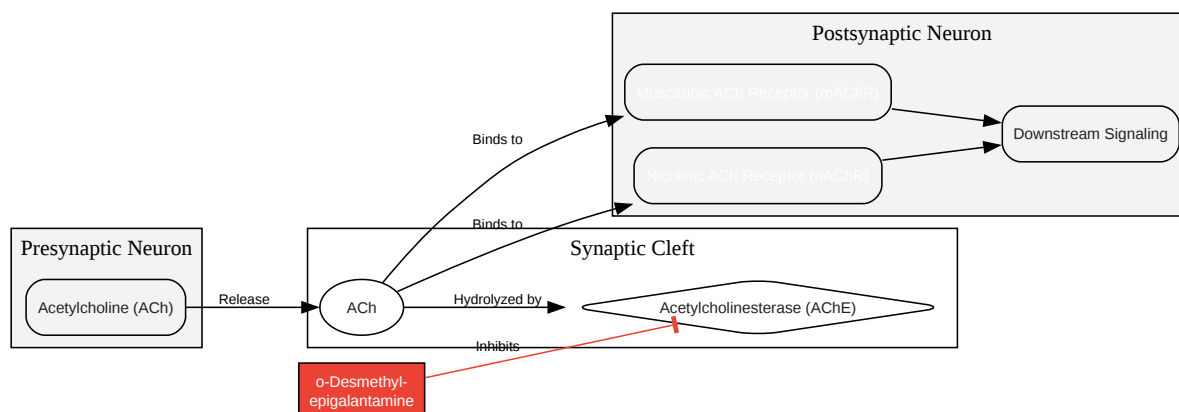 Postsynaptic Neuron
Muscarinic ACh Receptor (mAChR)
Downstream Signaling
Binds to
Nicotinic ACh Receptor (nAChR)
Binds to
Presynaptic Neuron
Synaptic Cleft
Acetylcholine (ACh)
Release
ACh
Hydrolyzed by
Acetylcholinesterase (AChE)
Inhibits
o-Desmethyl-
epigalantamine